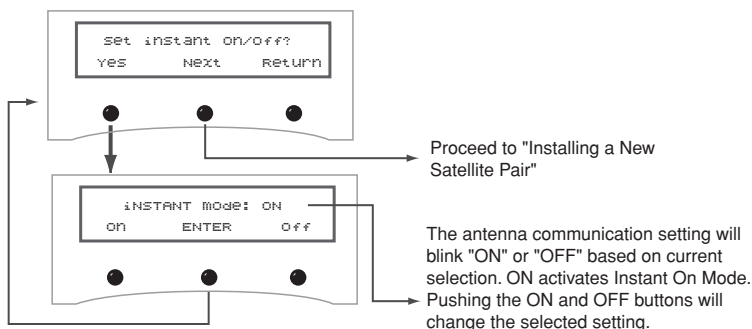 set instant on/off?
Yes Next Return
Proceed to "Installing a New
Satellite Pair"
iNSTANT mode: ON
on ENTER Off
The antenna communication setting will
blink "ON" or "OFF" based on current
selection. ON activates Instant On Mode.
Pushing the ON and OFF buttons will
change the selected setting.